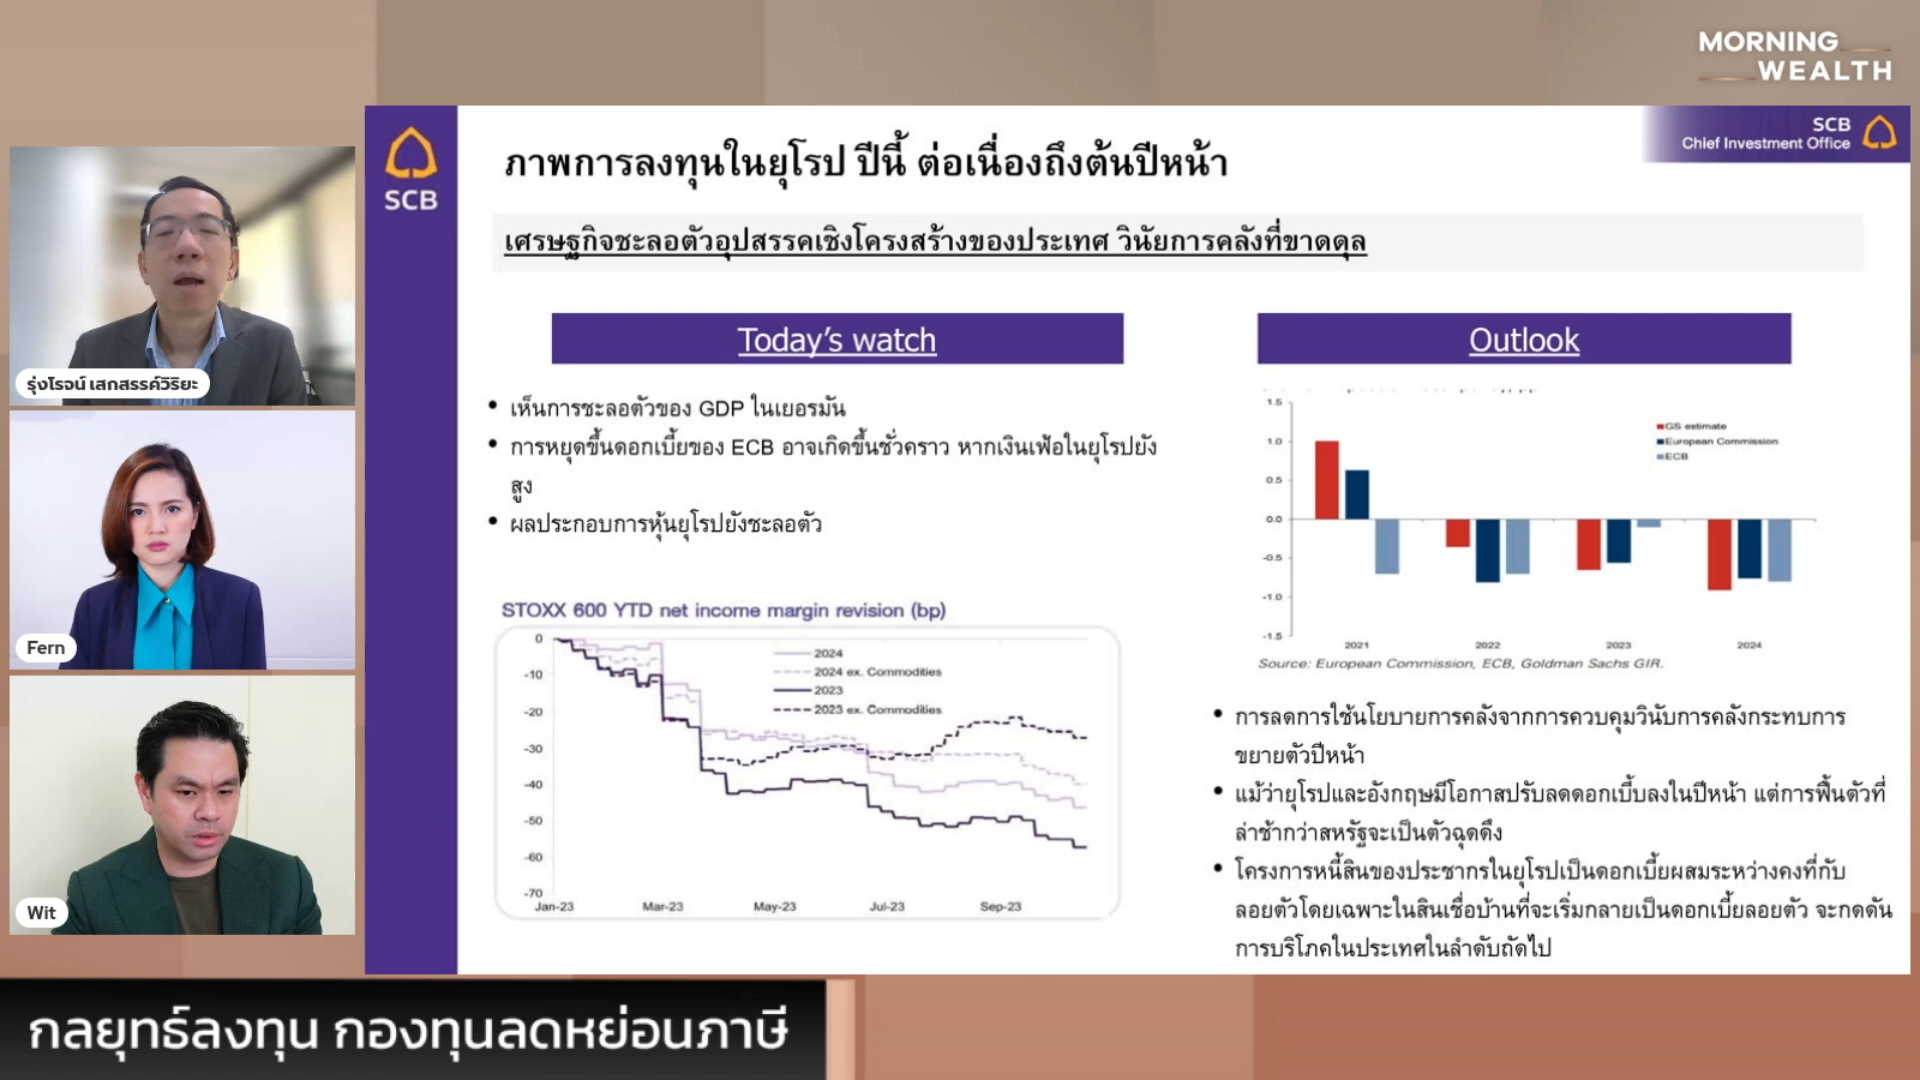 MORNING
WEALTH
SCB
Chief Investment Office
SCB
ภาพการลงทุนในยุโรป ปีนี้ ต่อเนื่องถึงต้นปีหน้า
เศรษฐกิจชะลอตัวอุปสรรคเชิงโครงสร้างของประเทศ วินัยการคลังที่ขาดดุล
Today's watch
• เห็นการชะลอตัวของ GDP ในเยอรมัน
• การหยุดขึ้นดอกเบี้ยของ ECB อาจเกิดขึ้นชั่วคราว หากเงินเฟ้อในยุโรปยัง
สูง
• ผลประกอบการหุ้นยุโรปยังชะลอตัว
STOXX 600 YTD net income margin revision (bp)
0
-10
-20
-30
-40
-50
-60
-70
2024
2024 ex. Commodities
2023
2023 ex. Commodities
Jan-23 Mar-23 May-23 Jul-23 Sep-23
Outlook
1.5
1.0
0.5
0.0
-0.5
-1.0
-1.5
GS estimate
European Commission
ECB
2021 2022 2023 2024
Source: European Commission, ECB, Goldman Sachs GIR.
• การลดการใช้นโยบายการคลังจากการควบคุมวินับการคลังกระทบการ
ขยายตัวปีหน้า
• แม้ว่ายุโรปและอังกฤษมีโอกาสปรับลดดอกเบี้บลงในปีหน้า แต่การฟื้นตัวที่
ล่าช้ากว่าสหรัฐจะเป็นตัวฉุดดึง
• โครงการหนี้สินของประชากรในยุโรปเป็นดอกเบี้ยผสมระหว่างคงที่กับ
ลอยตัวโดยเฉพาะในสินเชื่อบ้านที่จะเริ่มกลายเป็นดอกเบี้ยลอยตัว จะกดดัน
การบริโภคในประเทศในลำดับถัดไป
รุ่งโรจน์ เสกสรรค์วิริยะ
Fern
Wit
กลยุทธ์ลงทุน กองทุนลดหย่อนภาษี